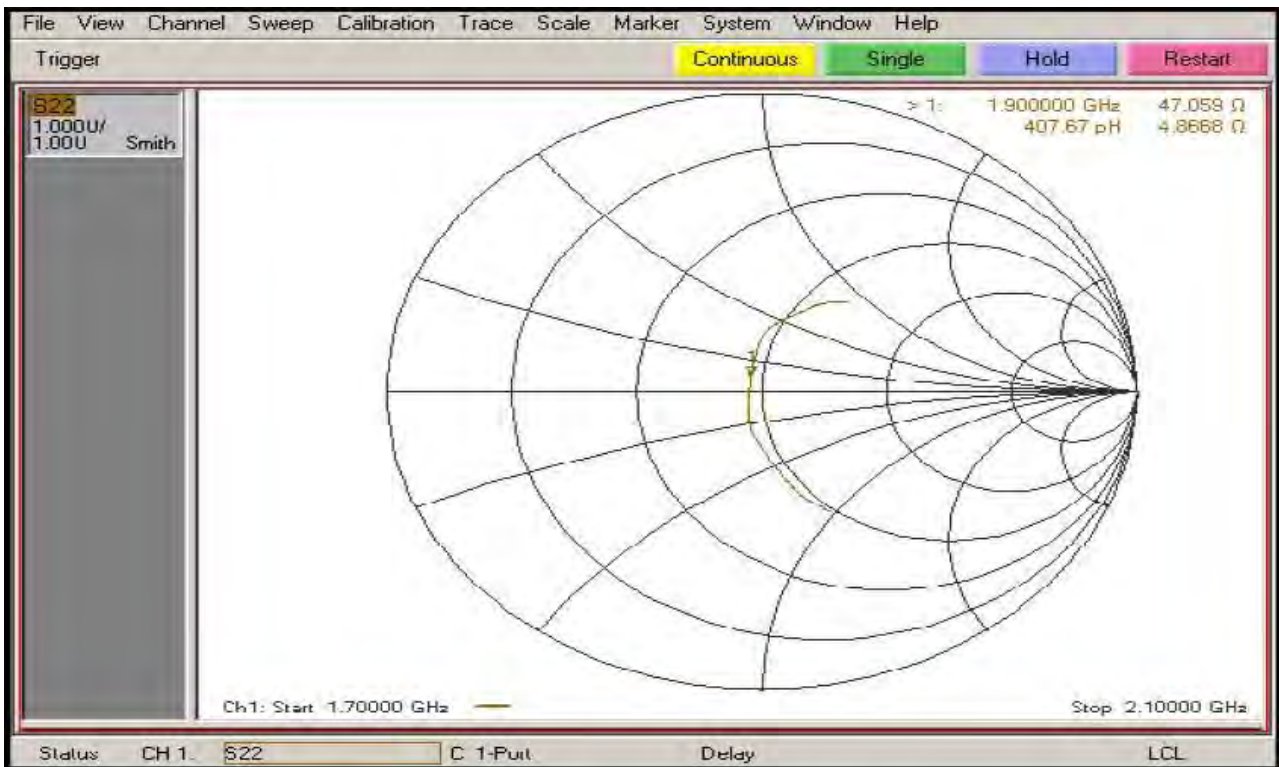 File View Channel Sweep Calibration Trace Scale Marker System Window Help
Trigger Continuous Single Hold Restart
S22
1.000U/
1.00U Smith
> 1: 1.900000 GHz 47.059 Ω
407.67 pH 4.8668 Ω
Ch1: Start 1.70000 GHz
Stop 2.10000 GHz
Status CH 1: S22 C 1-Port Delay LCL